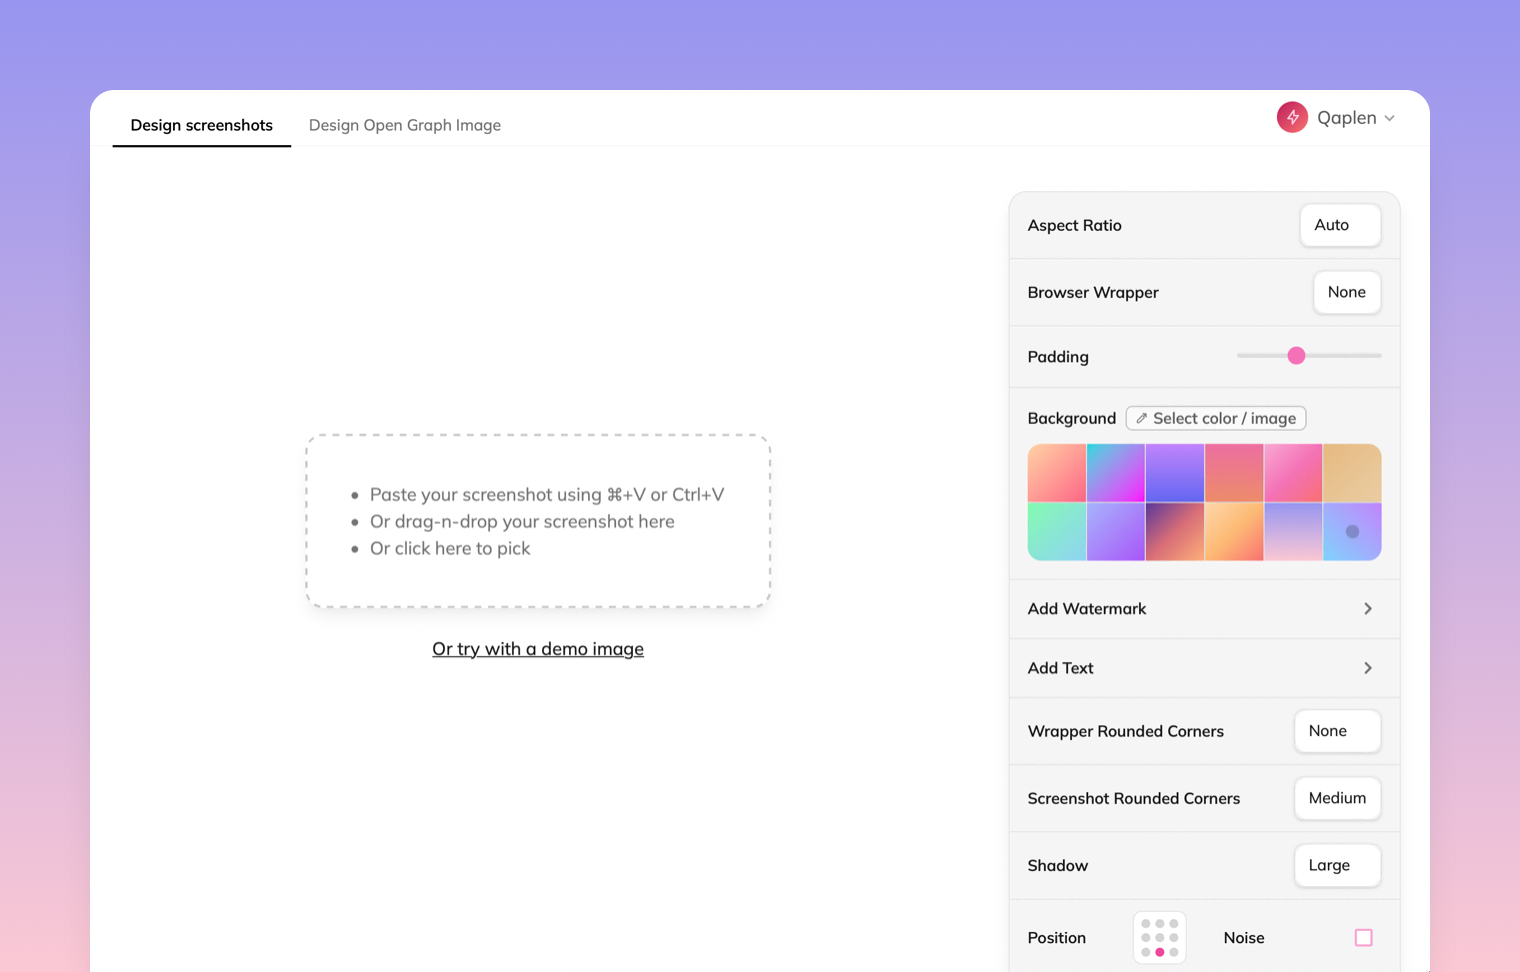 Design screenshots
Design Open Graph Image
Qaplen
Aspect Ratio
Auto
Browser Wrapper
None
Padding
Background
Select color / image
Paste your screenshot using ⌘+V or Ctrl+V
Or drag-n-drop your screenshot here
Or click here to pick
Or try with a demo image
Add Watermark
Add Text
Wrapper Rounded Corners
None
Screenshot Rounded Corners
Medium
Shadow
Large
Position
Noise